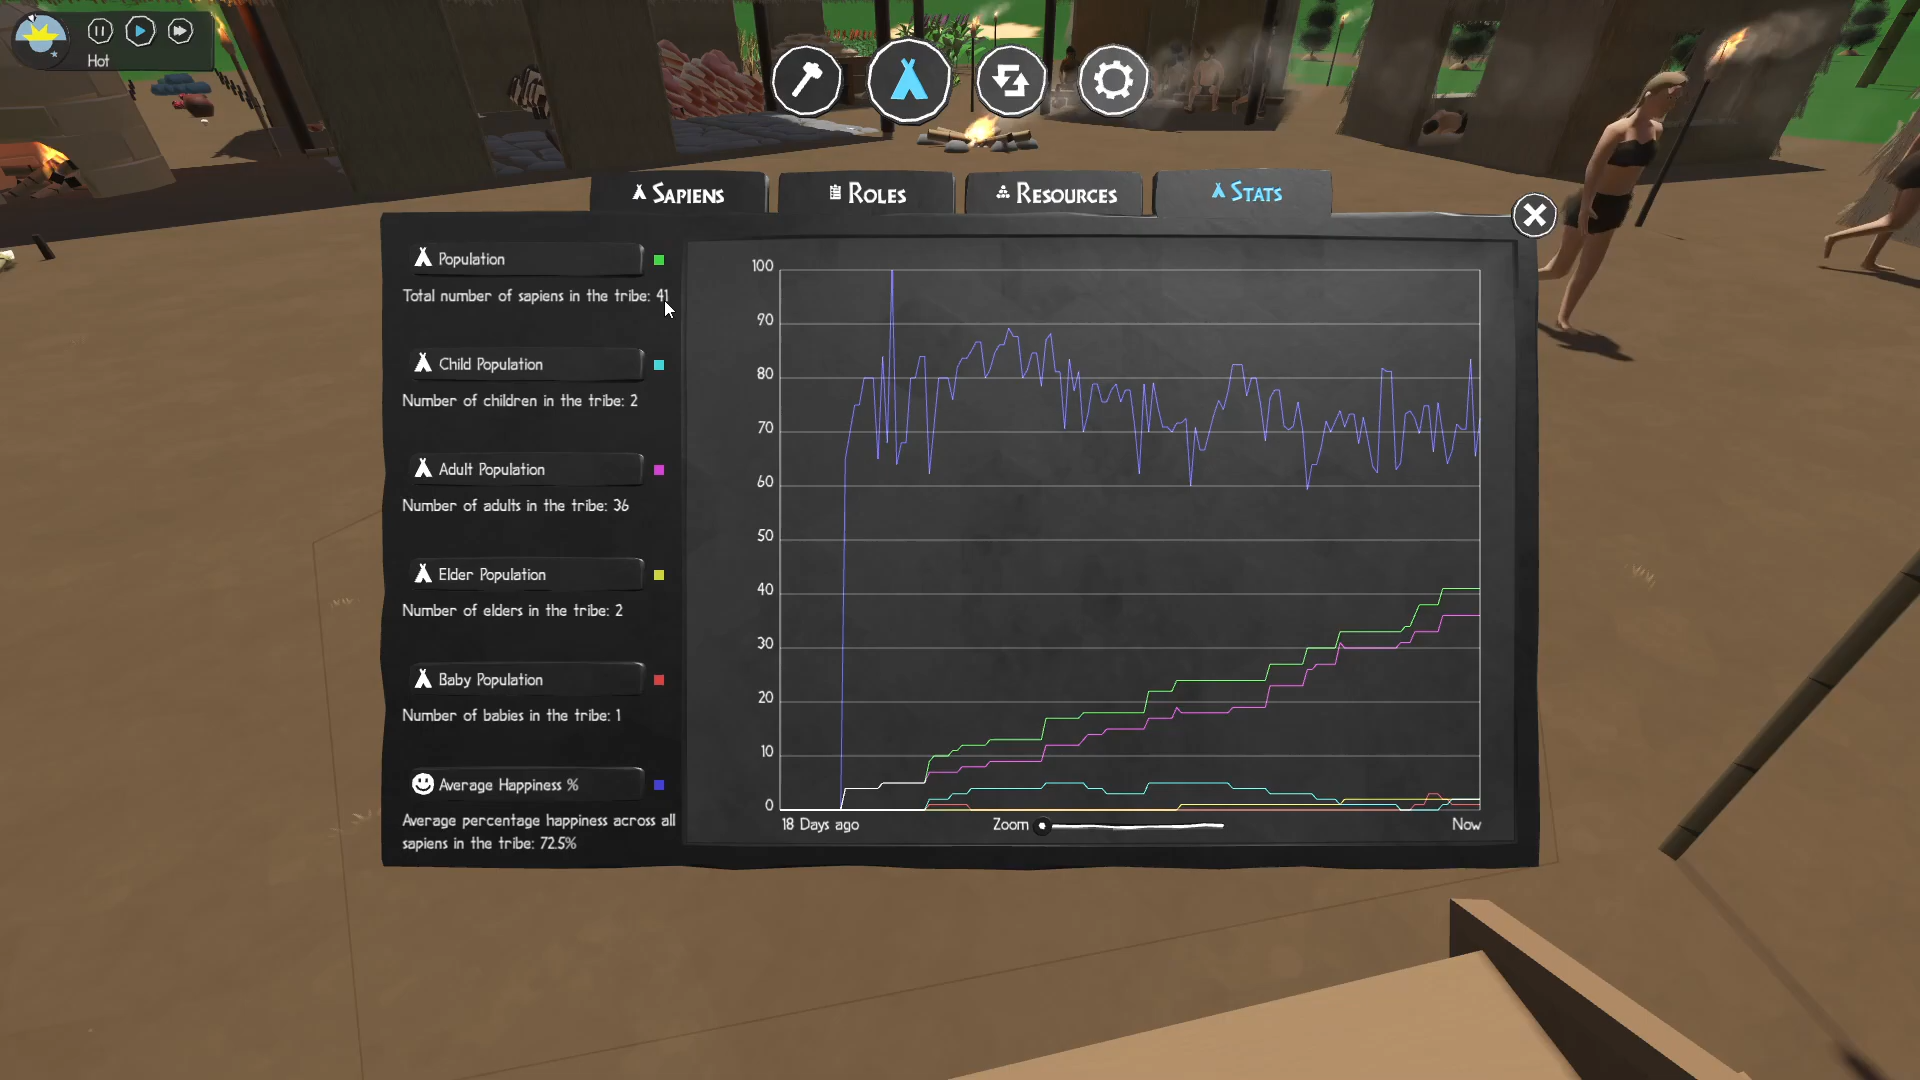 Hot
Sapiens
Roles
Resources
Stats
Population
Total number of sapiens in the tribe: 41
Child Population
Number of children in the tribe: 2
Adult Population
Number of adults in the tribe: 36
Elder Population
Number of elders in the tribe: 2
Baby Population
Number of babies in the tribe: 1
Average Happiness %
Average percentage happiness across all
sapiens in the tribe: 72.5%
100
90
80
70
60
50
40
30
20
10
0
18 Days ago
Zoom
Now